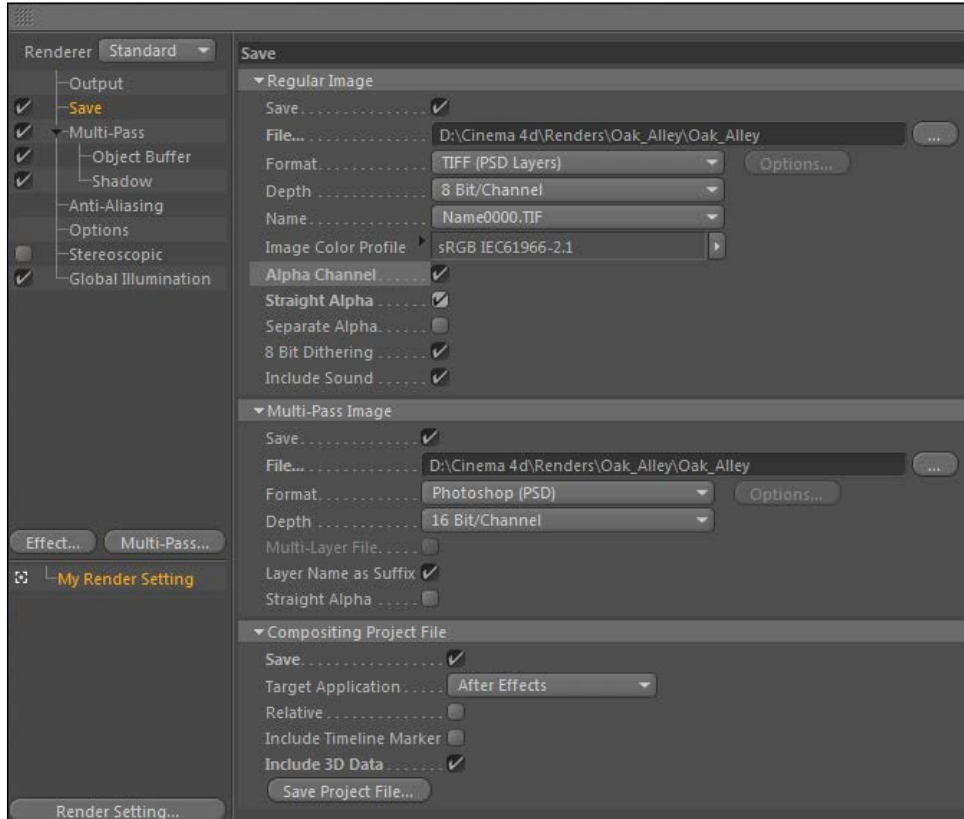 Renderer Standard
Output
Save
Multi-Pass
Object Buffer
Shadow
Anti-Aliasing
Options
Stereoscopic
Global Illumination
Effect... Multi-Pass...
My Render Setting
Render Setting...
Save
Regular Image
Save
File... D:\Cinema 4d\Renders\Oak_Alley\Oak_Alley ...
Format TIFF (PSD Layers) Options...
Depth 8 Bit/Channel
Name Name0000.TIF
Image Color Profile sRGB IEC61966-2.1
Alpha Channel
Straight Alpha
Separate Alpha
8 Bit Dithering
Include Sound
Multi-Pass Image
Save
File... D:\Cinema 4d\Renders\Oak_Alley\Oak_Alley ...
Format Photoshop (PSD) Options...
Depth 16 Bit/Channel
Multi-Layer File
Layer Name as Suffix
Straight Alpha
Compositing Project File
Save
Target Application After Effects
Relative
Include Timeline Marker
Include 3D Data
Save Project File...